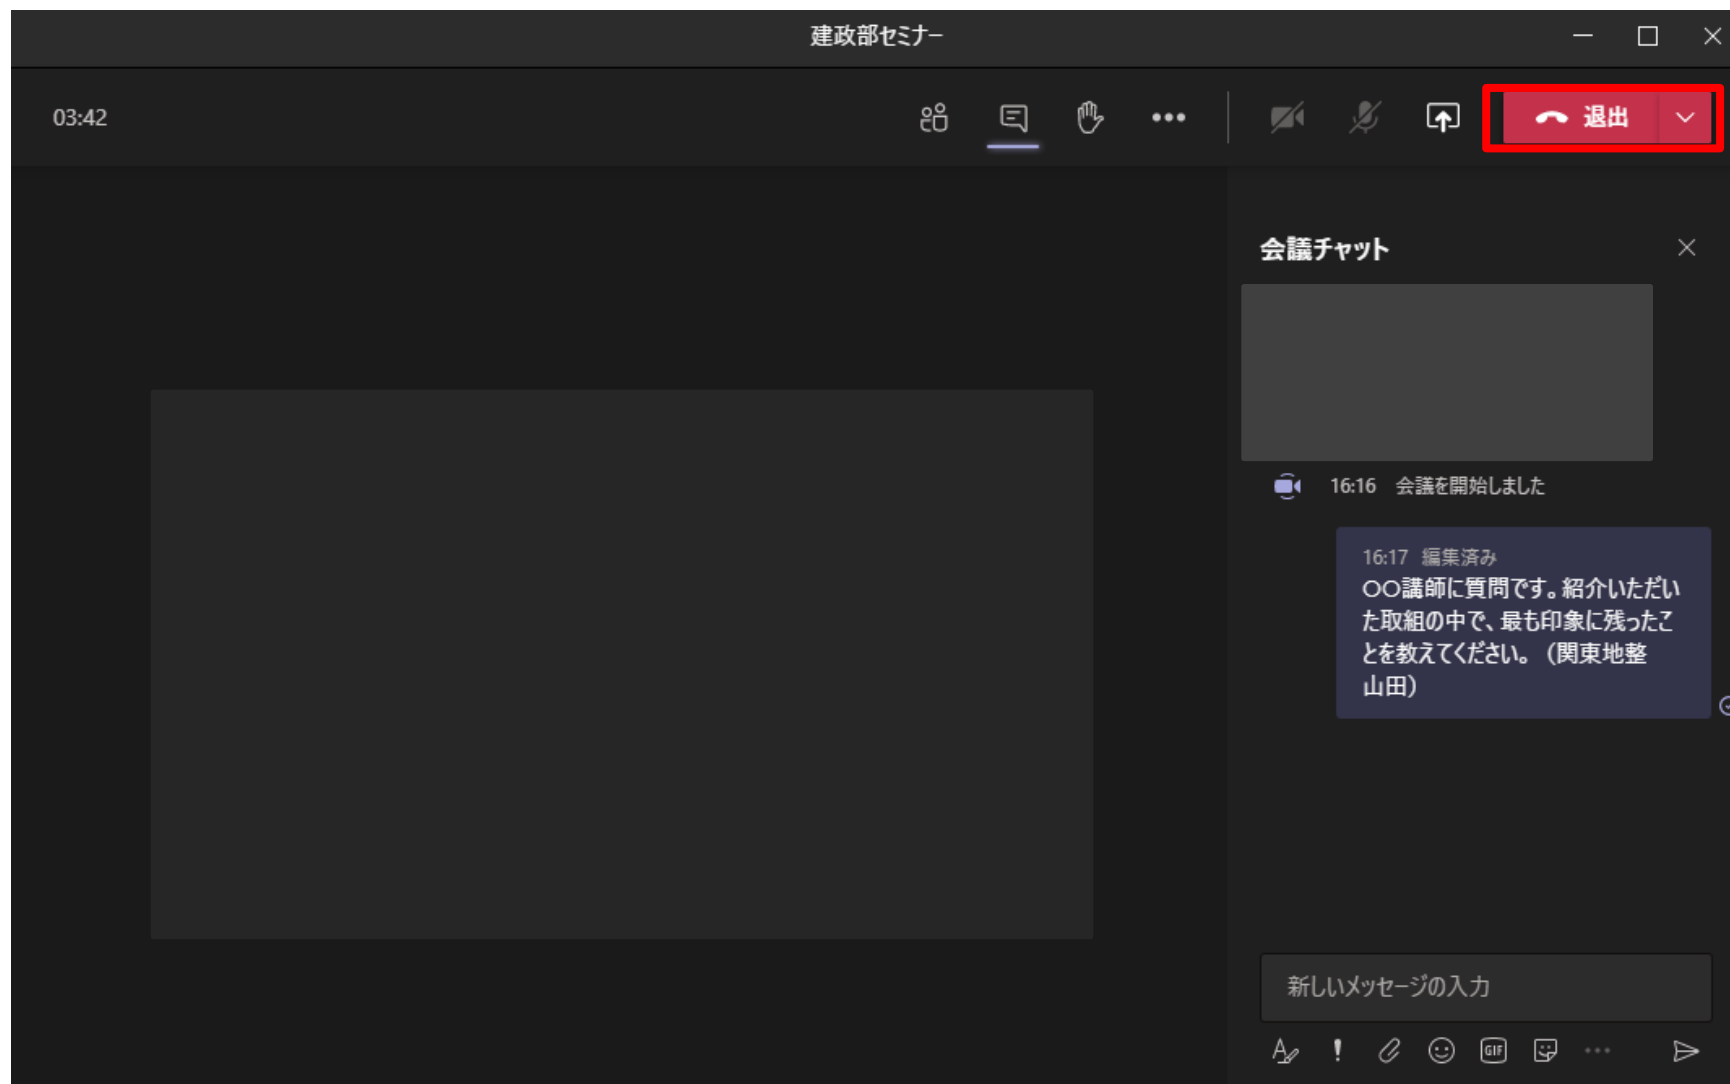 建政部セミナー
03:42
退出
会議チャット
16:16 会議を開始しました
16:17 編集済み
〇〇講師に質問です。紹介いただい
た取組の中で、最も印象に残ったこ
とを教えてください。（関東地整
山田）
新しいメッセージの入力
GIF